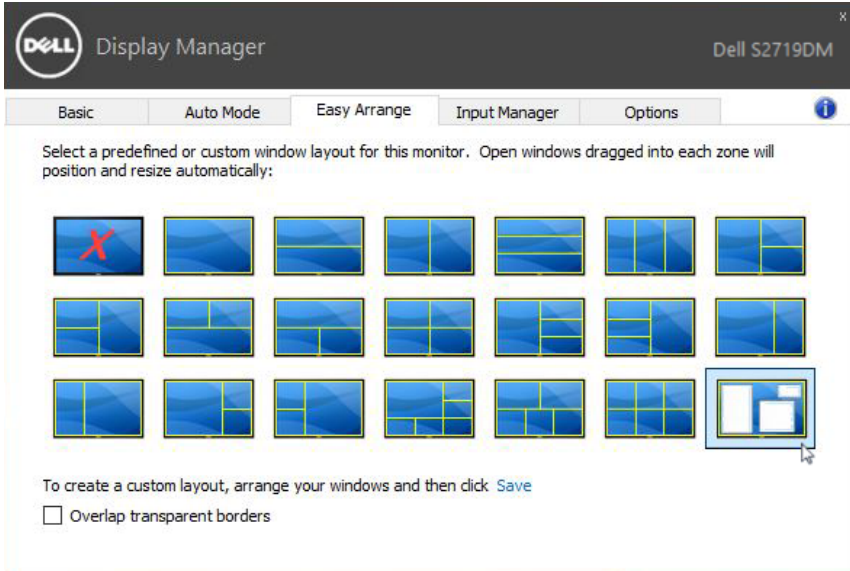 x
DELL Display Manager Dell S2719DM
Basic Auto Mode Easy Arrange Input Manager Options i
Select a predefined or custom window layout for this monitor. Open windows dragged into each zone will
position and resize automatically:
X
To create a custom layout, arrange your windows and then click Save
Overlap transparent borders